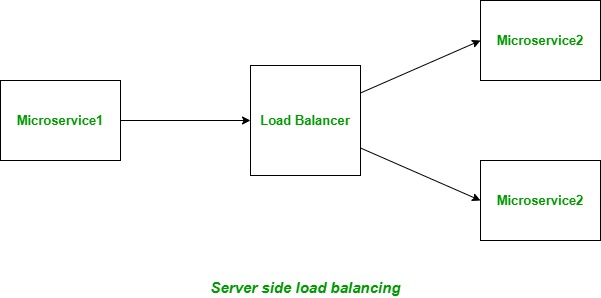 Microservice2
Microservice1
Load Balancer
Microservice2
Server side load balancing